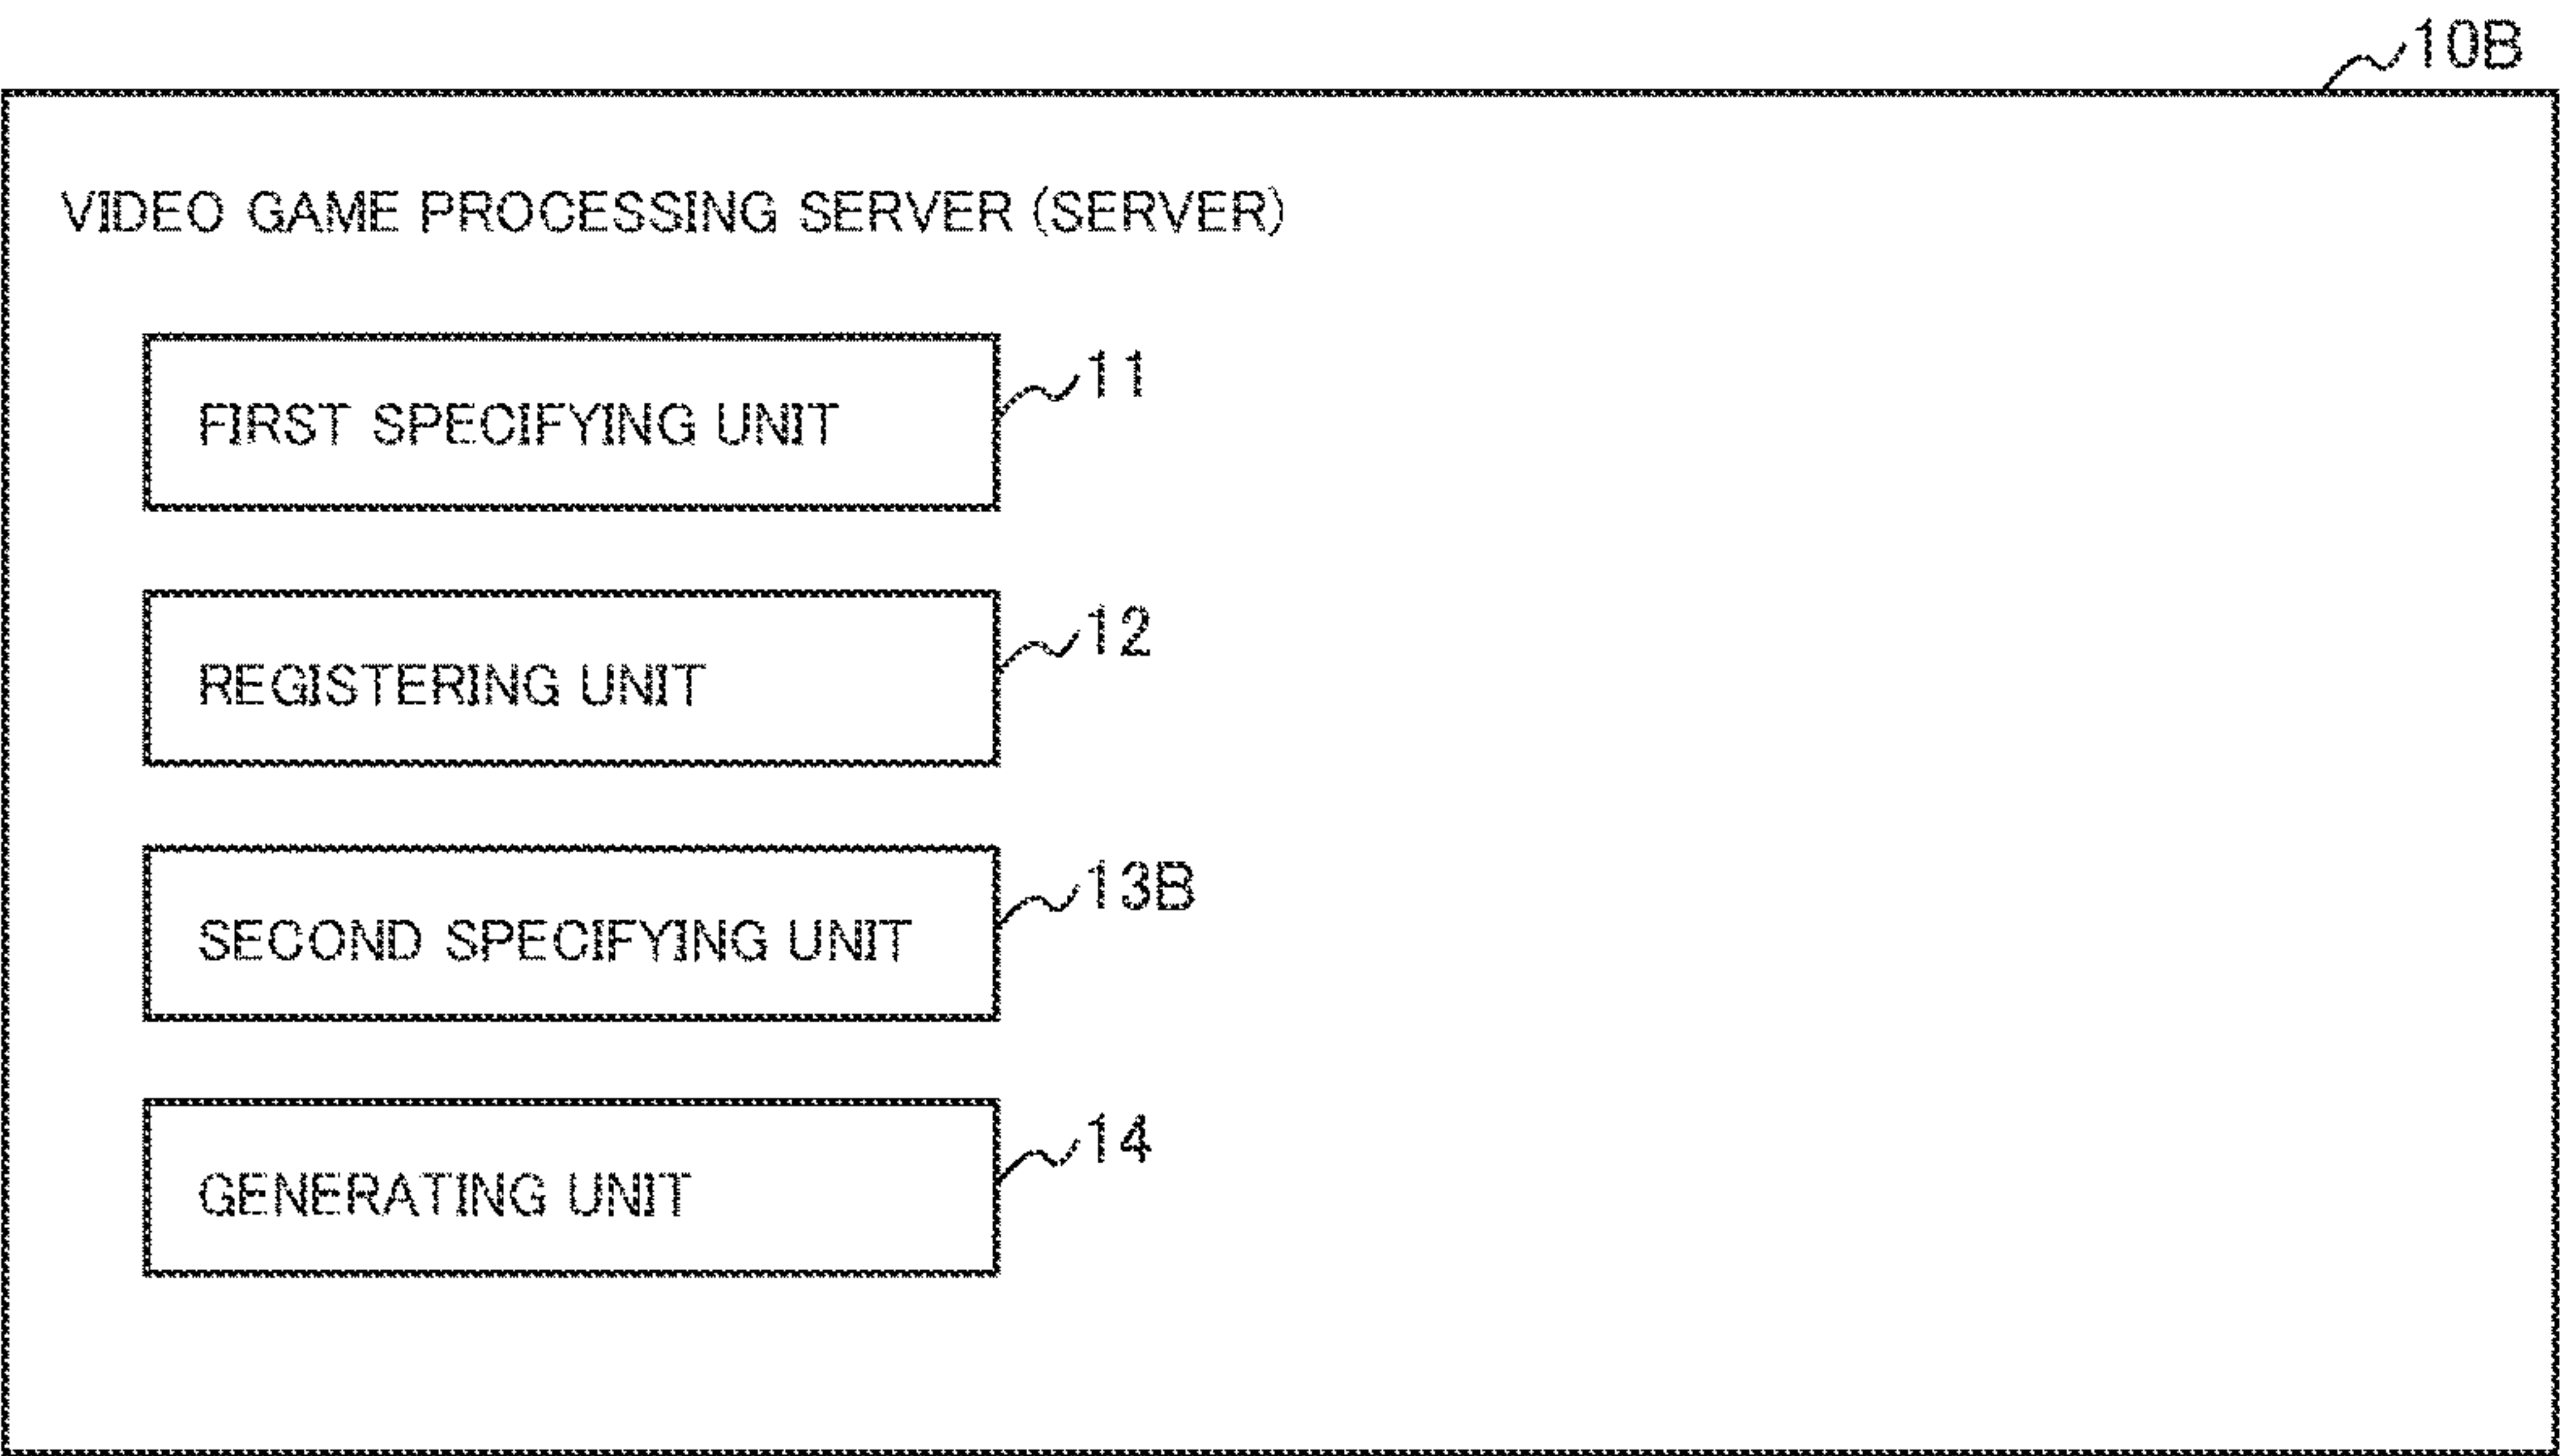 10B
VIDEO GAME PROCESSING SERVER (SERVER)
11
FIRST SPECIFYING UNIT
12
REGISTERING UNIT
13B
SECOND SPECIFYING UNIT
14
GENERATING UNIT